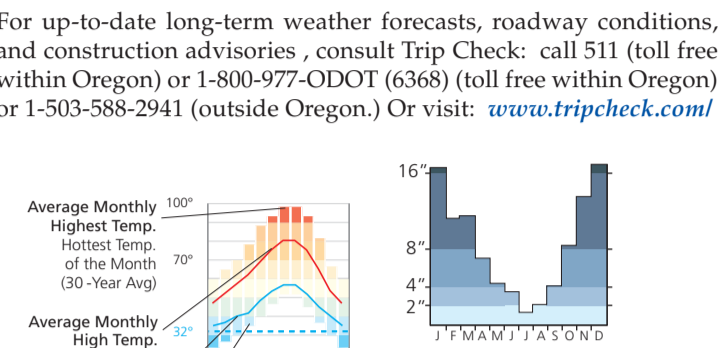 For up-to-date long-term weather forecasts, roadway conditions,
and construction advisories , consult Trip Check: call 511 (toll free
within Oregon) or 1-800-977-ODOT (6368) (toll free within Oregon)
or 1-503-588-2941 (outside Oregon.) Or visit: www.tripcheck.com/
Average Monthly
Highest Temp.
Hottest Temp.
of the Month
(30 -Year Avg)
Average Monthly
High Temp.
100°
70°
32°
16"
8"
4"
2"
J F M A M J J A S O N D